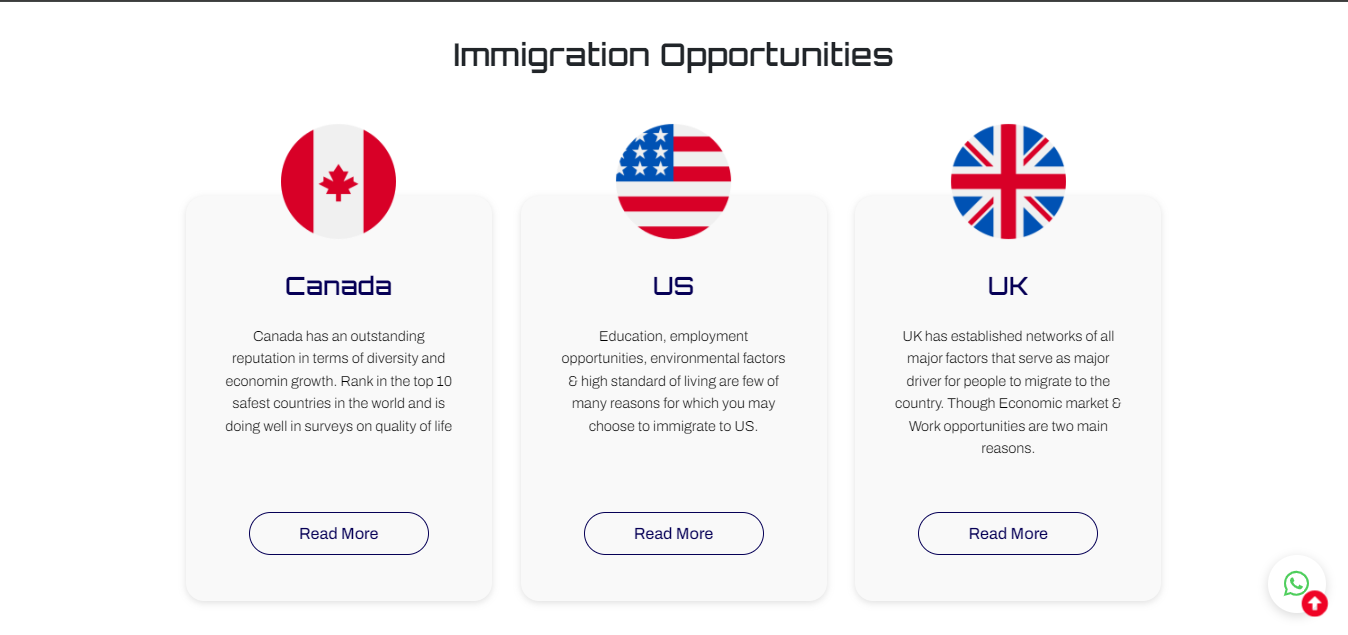 Immigration Opportunities
Canada
Canada has an outstanding
reputation in terms of diversity and
economin growth. Rank in the top 10
safest countries in the world and is
doing well in surveys on quality of life
Read More
US
Education, employment
opportunities, environmental factors
& high standard of living are few of
many reasons for which you may
choose to immigrate to US.
Read More
UK
UK has established networks of all
major factors that serve as major
driver for people to migrate to the
country. Though Economic market &
Work opportunities are two main
reasons.
Read More